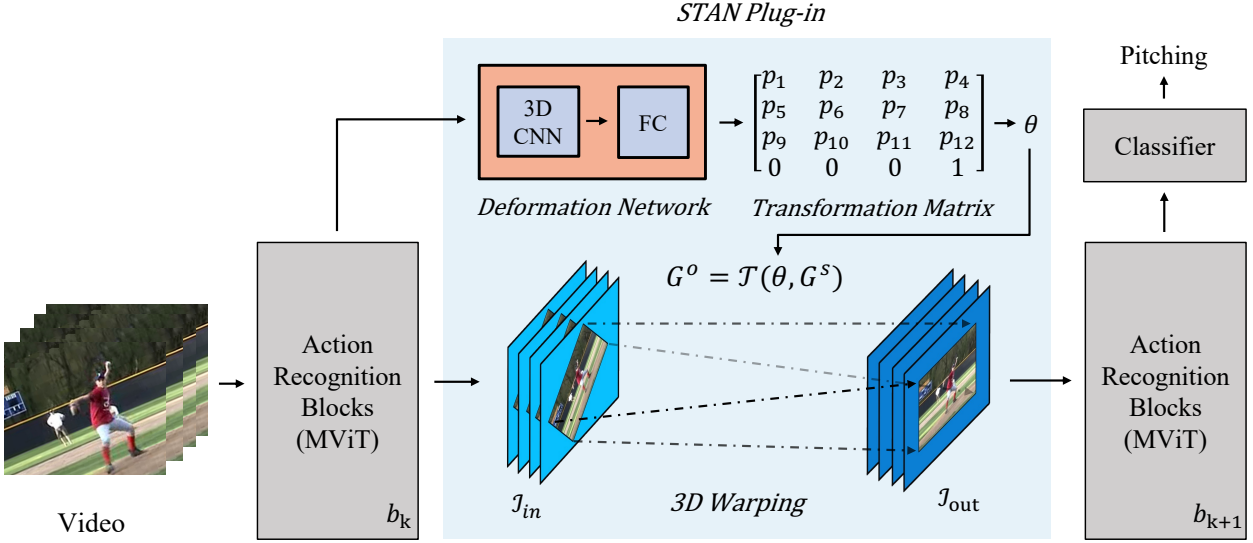 STAN Plug-in
3D
CNN
FC
p₁ p₂ p₃ p₄
p₅ p₆ p₇ p₈
p₉ p₁₀ p₁₁ p₁₂
0 0 0 1
θ
Deformation Network
Transformation Matrix
Pitching
Classifier
Gᵒ = 𝒯(θ, Gˢ)
Video
Action
Recognition
Blocks
(MViT)
bₖ
ℐᵢₙ
3D Warping
ℐₒᵤₜ
Action
Recognition
Blocks
(MViT)
bₖ₊₁